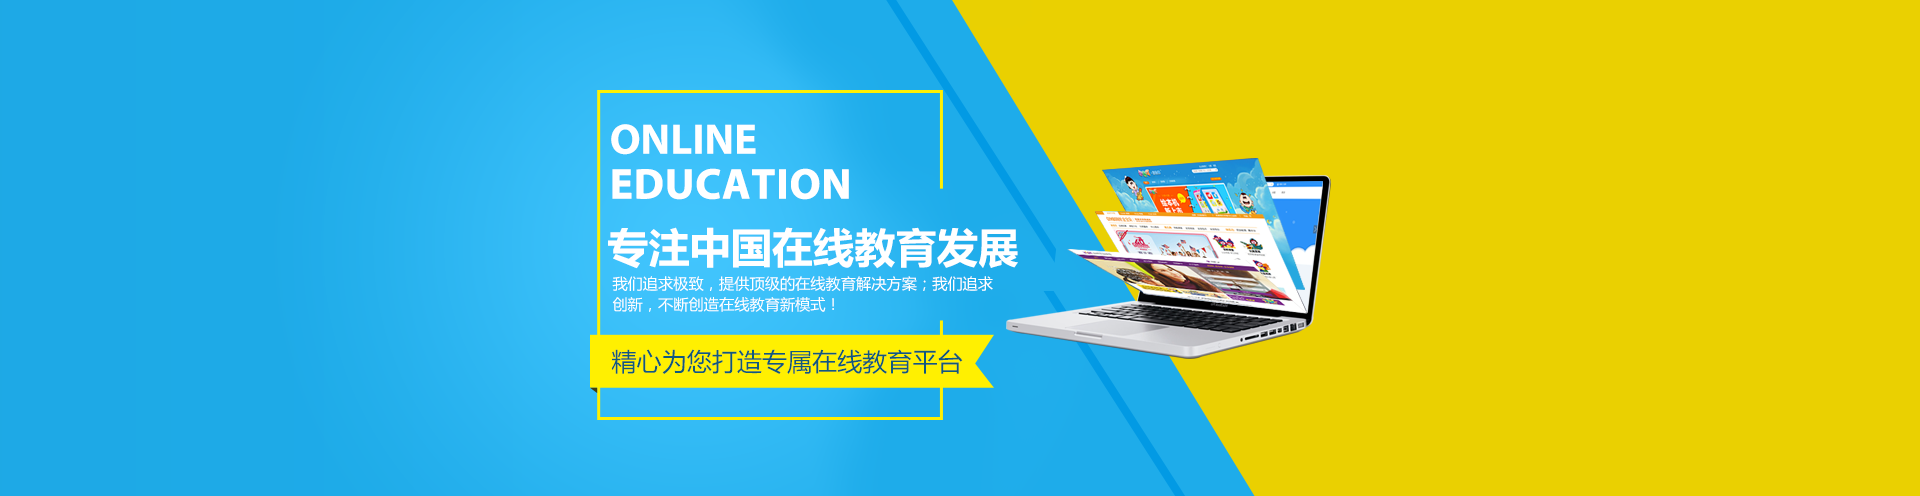 ONLINE
EDUCATION
专注中国在线教育发展
我们追求极致，提供顶级的在线教育解决方案；我们追求
创新，不断创造在线教育新模式！
精心为您打造专属在线教育平台